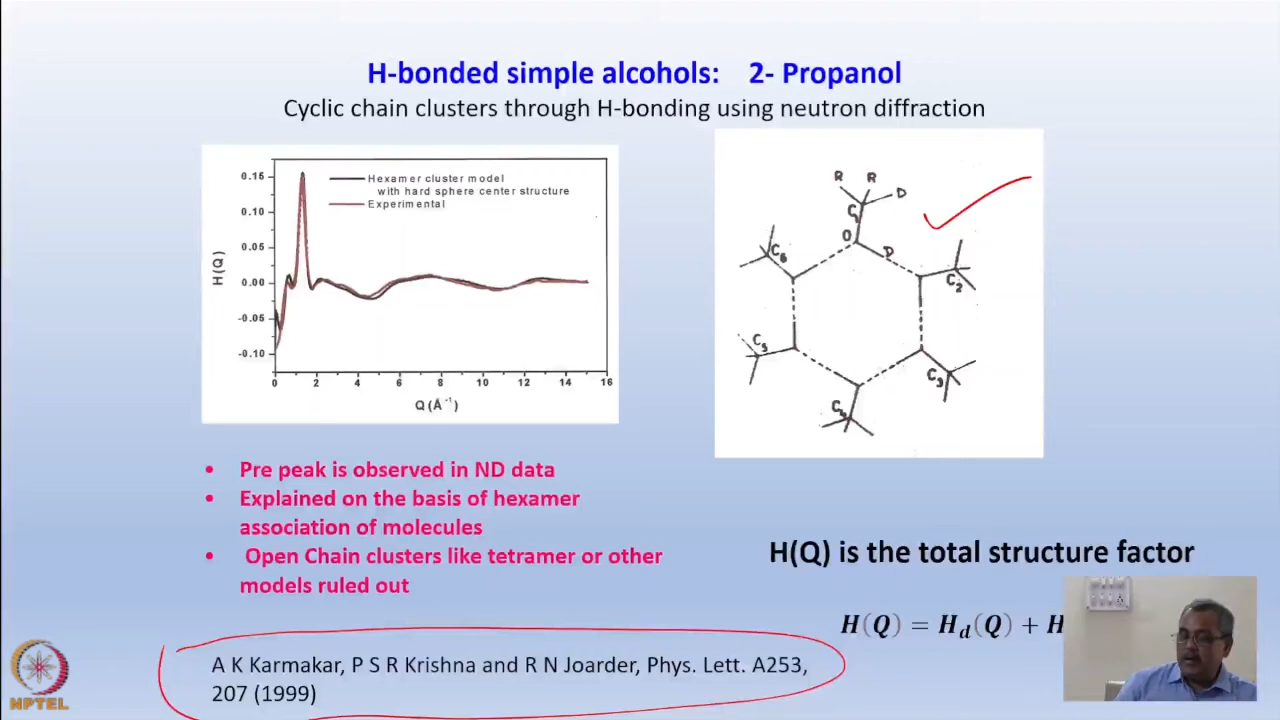 H-bonded simple alcohols: 2- Propanol
Cyclic chain clusters through H-bonding using neutron diffraction
0.16
0.10
0.05
0.00
-0.05
-0.10
H(Q)
Hexamer cluster model
with hard sphere center structure
Experimental
0 2 4 6 8 10 12 14 16
Q(Å⁻¹)
R R D
C₁
O
D
C₆
C₂
C₅
C₃
C₄
• Pre peak is observed in ND data
• Explained on the basis of hexamer
association of molecules
• Open Chain clusters like tetramer or other
models ruled out
H(Q) is the total structure factor
H(Q) = H_d(Q) + H
A K Karmakar, P S R Krishna and R N Joarder, Phys. Lett. A253,
207 (1999)
NPTEL